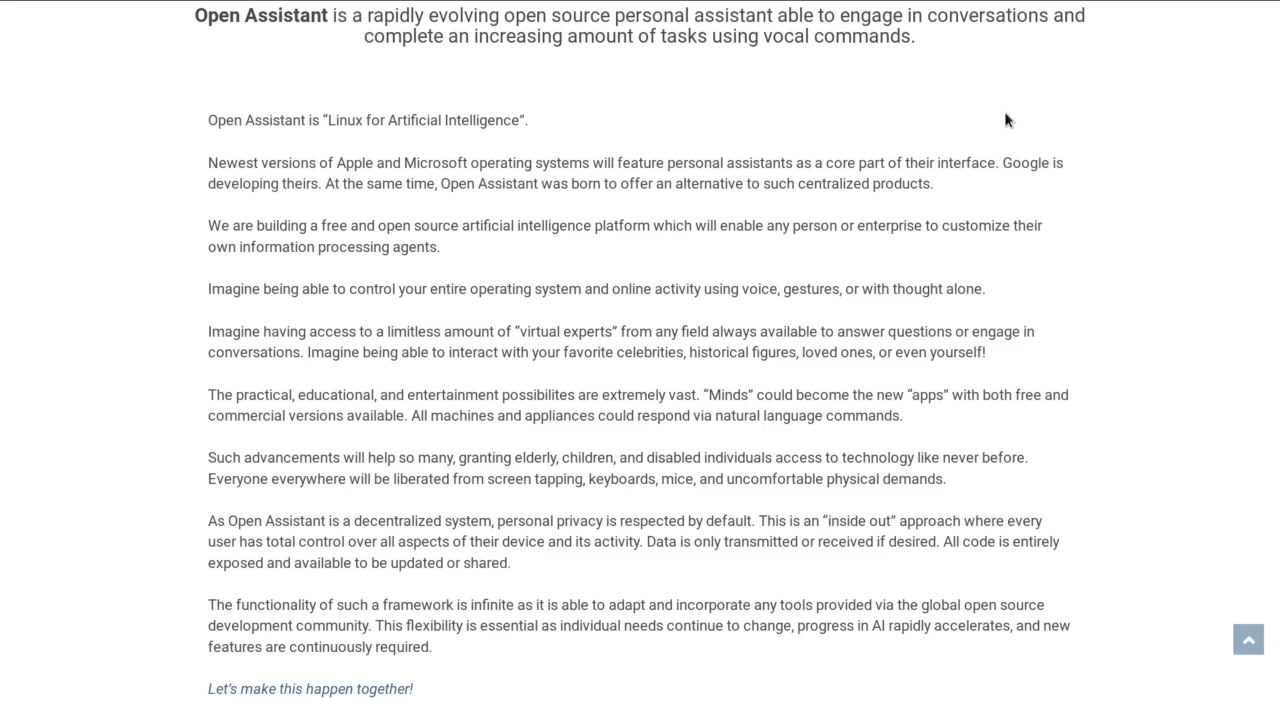 Open Assistant is a rapidly evolving open source personal assistant able to engage in conversations and
complete an increasing amount of tasks using vocal commands.
Open Assistant is “Linux for Artificial Intelligence”.
Newest versions of Apple and Microsoft operating systems will feature personal assistants as a core part of their interface. Google is
developing theirs. At the same time, Open Assistant was born to offer an alternative to such centralized products.
We are building a free and open source artificial intelligence platform which will enable any person or enterprise to customize their
own information processing agents.
Imagine being able to control your entire operating system and online activity using voice, gestures, or with thought alone.
Imagine having access to a limitless amount of “virtual experts” from any field always available to answer questions or engage in
conversations. Imagine being able to interact with your favorite celebrities, historical figures, loved ones, or even yourself!
The practical, educational, and entertainment possibilites are extremely vast. “Minds” could become the new “apps” with both free and
commercial versions available. All machines and appliances could respond via natural language commands.
Such advancements will help so many, granting elderly, children, and disabled individuals access to technology like never before.
Everyone everywhere will be liberated from screen tapping, keyboards, mice, and uncomfortable physical demands.
As Open Assistant is a decentralized system, personal privacy is respected by default. This is an “inside out” approach where every
user has total control over all aspects of their device and its activity. Data is only transmitted or received if desired. All code is entirely
exposed and available to be updated or shared.
The functionality of such a framework is infinite as it is able to adapt and incorporate any tools provided via the global open source
development community. This flexibility is essential as individual needs continue to change, progress in AI rapidly accelerates, and new
features are continuously required.
Let’s make this happen together!